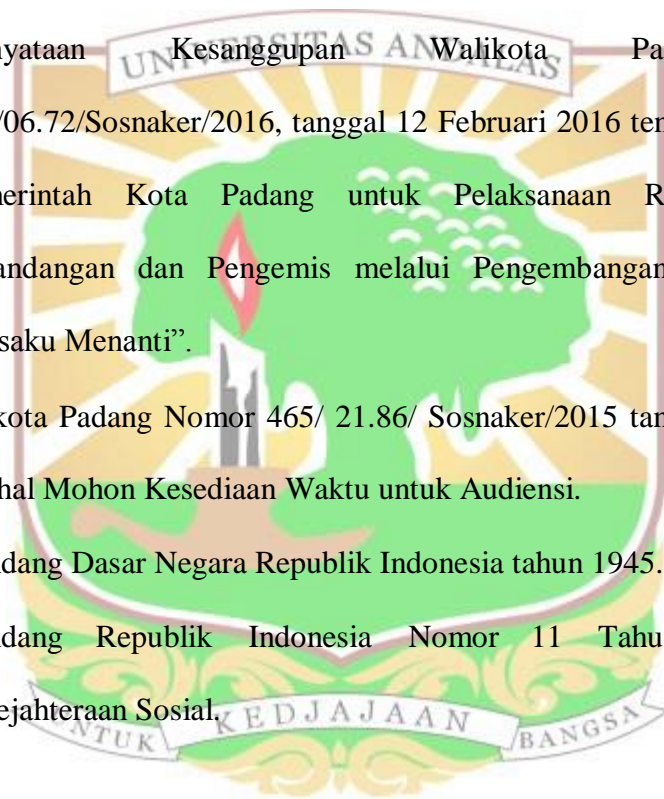 UNIVERSITAS ANDALAS
nyataan Kesanggupan Walikota Pa
/06.72/Sosnaker/2016, tanggal 12 Februari 2016 ten
nerintah Kota Padang untuk Pelaksanaan R
andangan dan Pengemis melalui Pengembangan
saku Menanti”.
kota Padang Nomor 465/ 21.86/ Sosnaker/2015 tan
hal Mohon Kesediaan Waktu untuk Audiensi.
dang Dasar Negara Republik Indonesia tahun 1945.
dang Republik Indonesia Nomor 11 Tahu
ejahteraan Sosial.
UNTUK KEDJAJAAN BANGSA